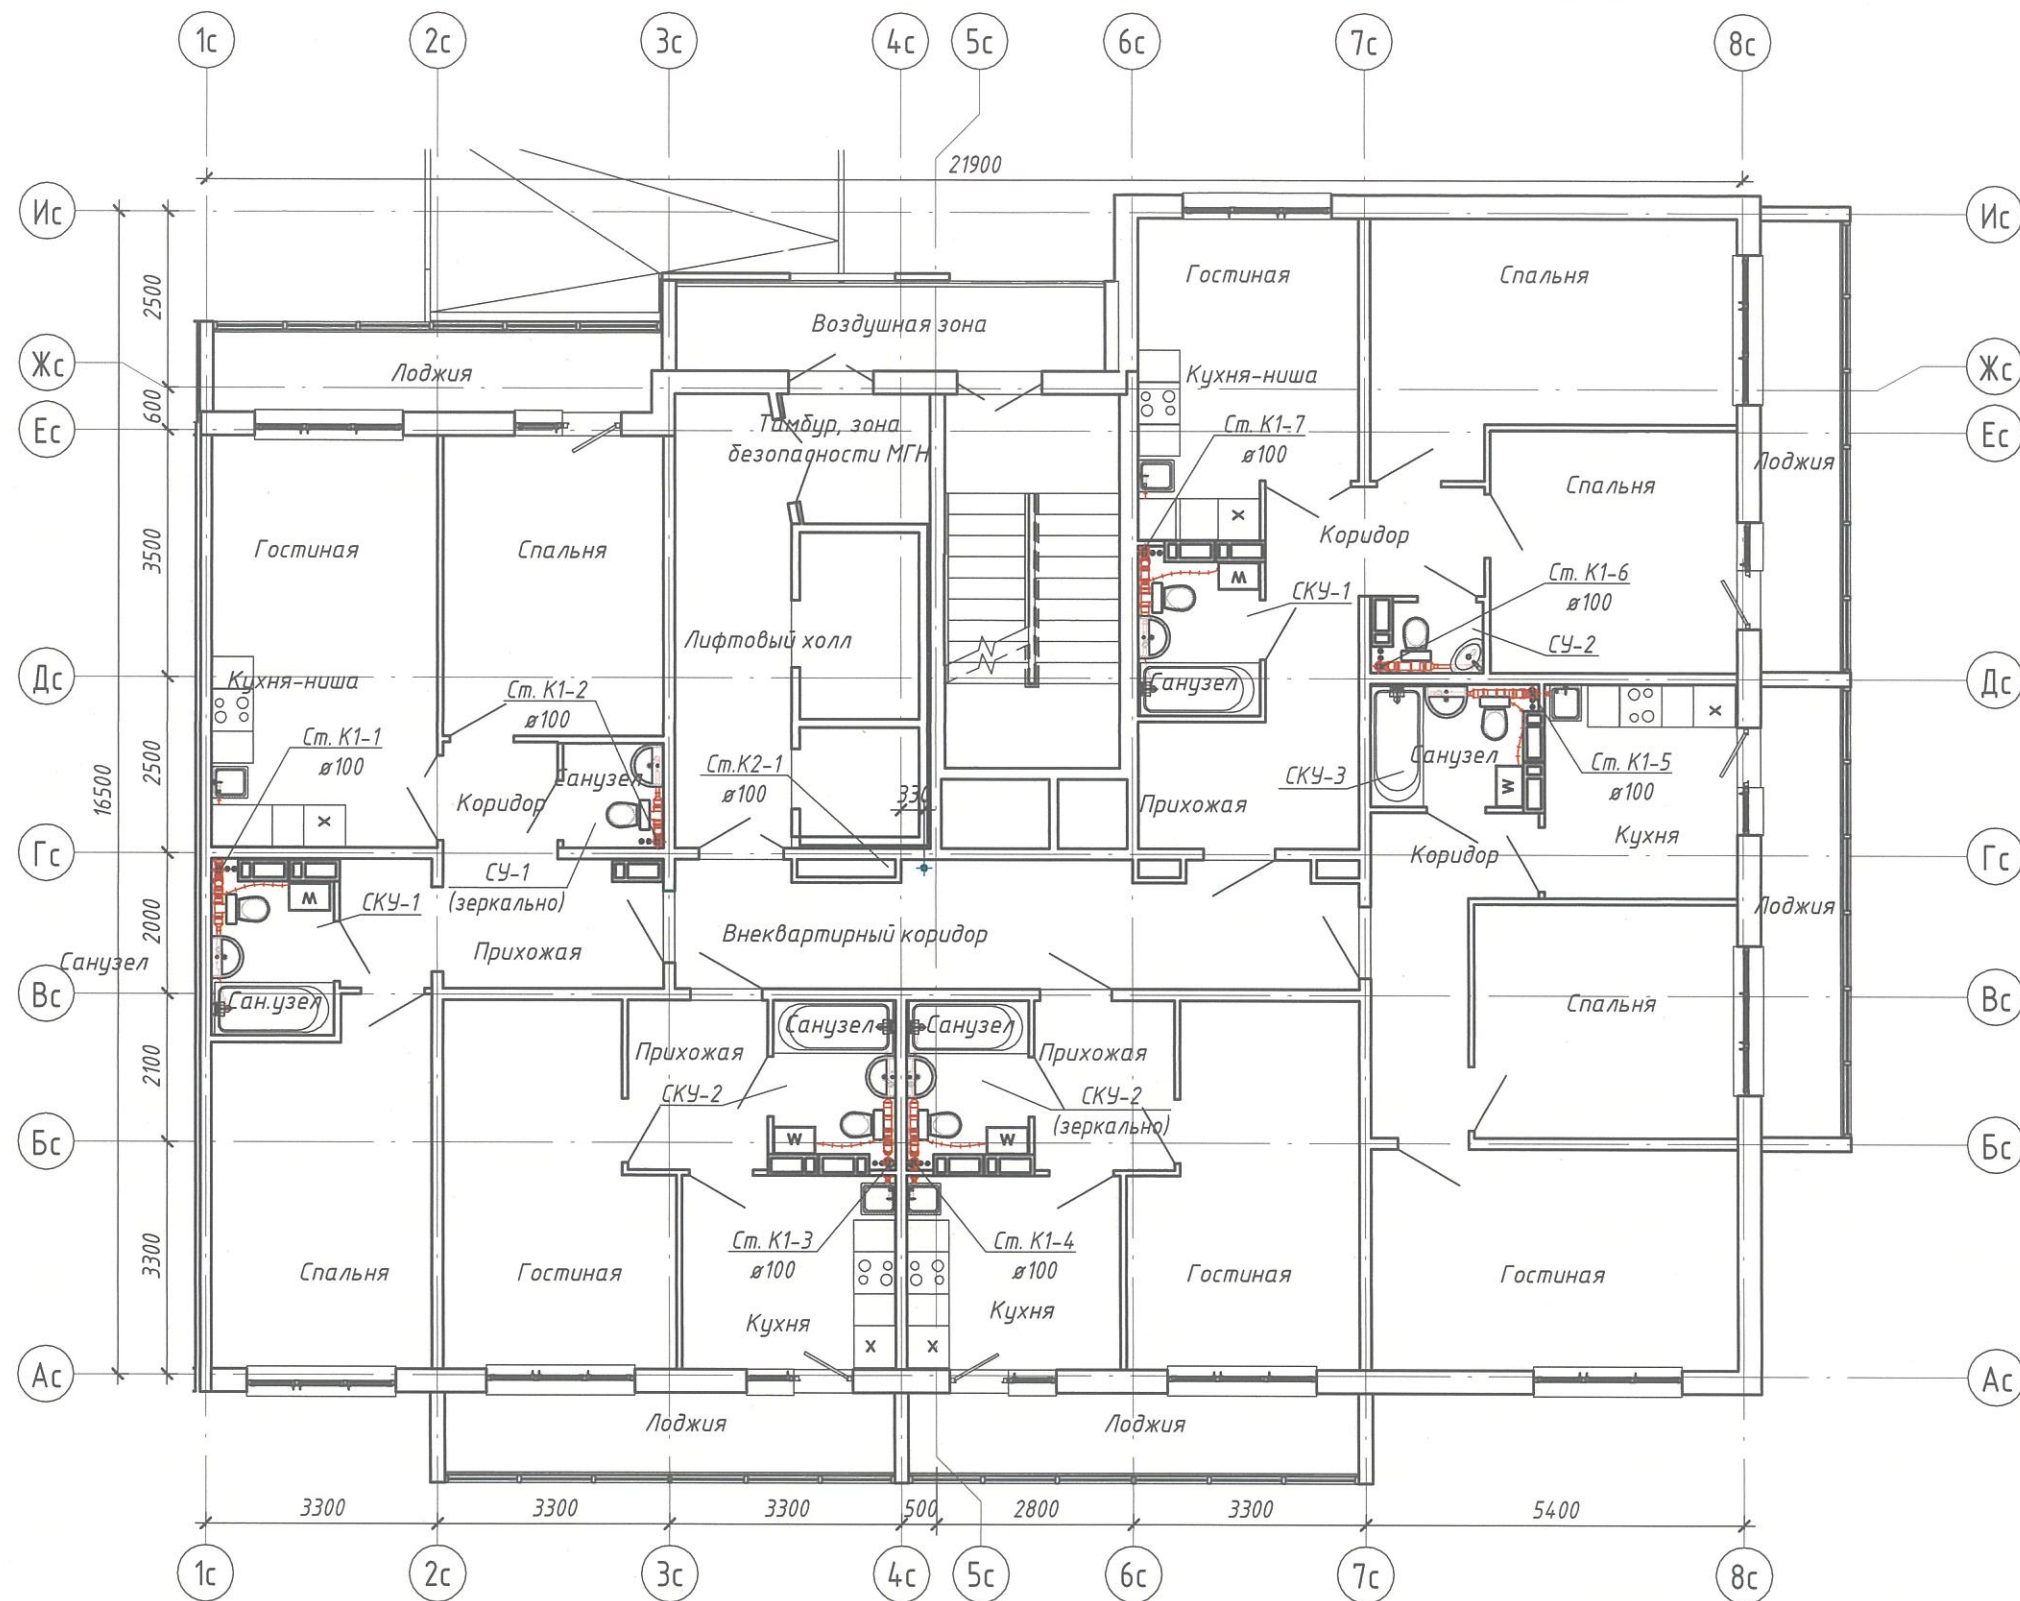 1с 2с 3с 4с 5с 6с 7с 8с
21900
Ис Ис
2500
Гостиная Спальня
Воздушная зона
Жс Лоджия Кухня-ниша Жс
600
Ес Тамбур, зона Ст. К1-7 Ес
безопасности МГН ø100 Лоджия
Спальня
3500
Гостиная Спальня Коридор X
Ст. К1-6
W СКУ-1 ø100
Лифтовый холл СУ-2
Дс Кухня-ниша Ст. К1-2 Санузел Дс
ø100 X
Ст. К1-1
ø100
2500
16500
Санузел Ст.К2-1 СКУ-3 Санузел Ст. К1-5
ø100 W ø100
Коридор 330 Прихожая
X Кухня
Гс Коридор Гс
СУ-1
(зеркально)
W СКУ-1 Лоджия
2000
Внеквартирный коридор
Прихожая
Санузел
Вс Сан.узел Спальня Вс
Санузел Санузел
2100
Прихожая Прихожая
СКУ-2 СКУ-2
(зеркально)
Бс W W Бс
3300
Ст. К1-3 Ст. К1-4
ø100 ø100
Спальня Гостиная Гостиная Гостиная
Кухня Кухня
X X
Ас Ас
Лоджия Лоджия
3300 3300 3300 500 2800 3300 5400
1с 2с 3с 4с 5с 6с 7с 8с